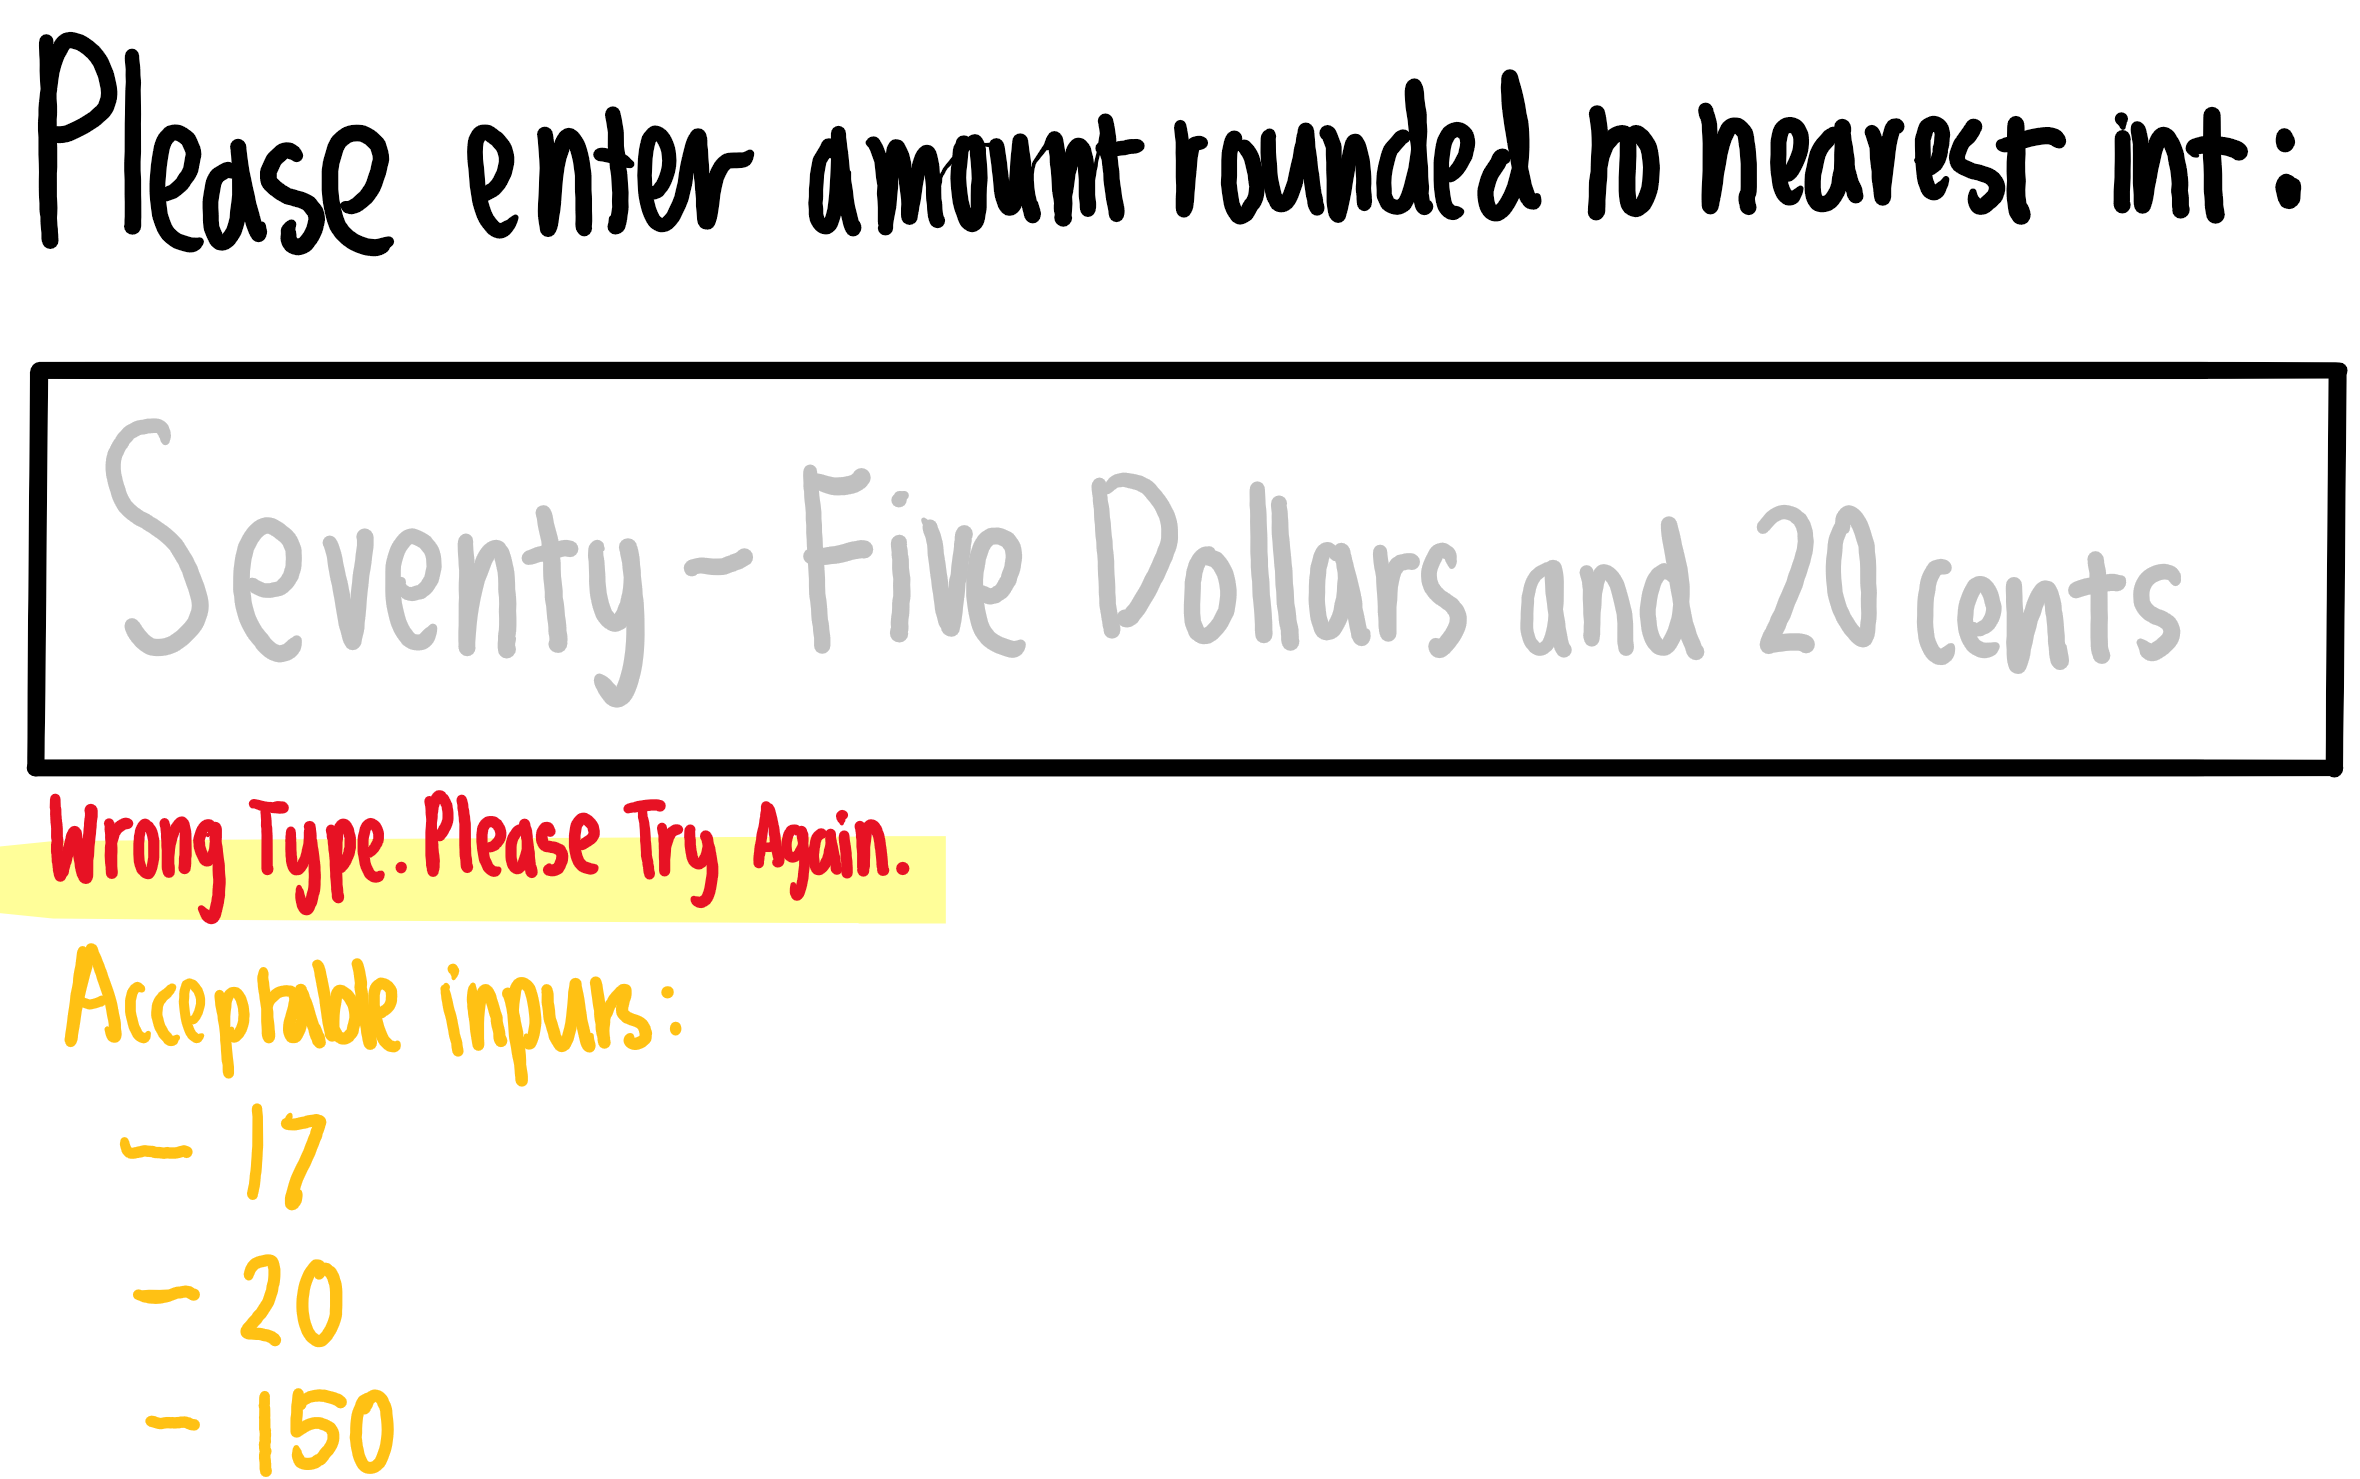 Please enter amount rounded to nearest int:
Seventy-Five Dollars and 20 cents
Wrong Type. Please Try Again.
Acceptable inputs:
- 17
- 20
- 150